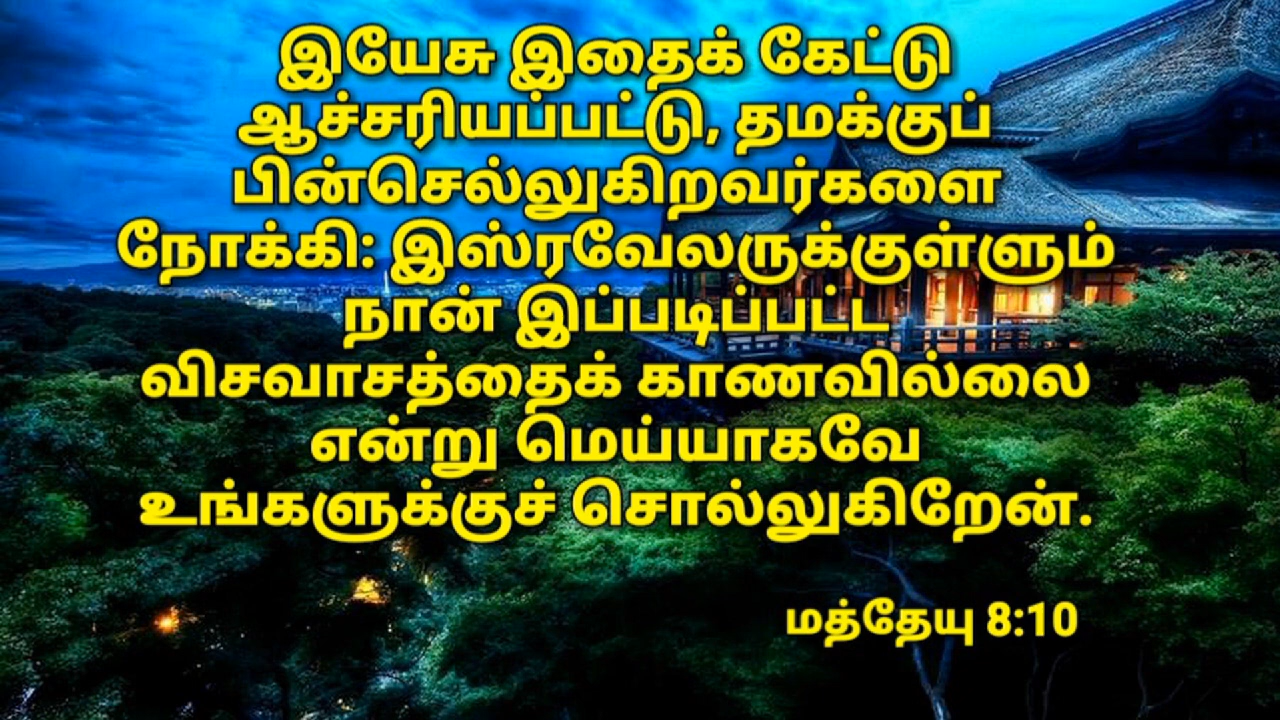 இயேசு இதைக் கேட்டு
ஆச்சரியப்பட்டு, தமக்குப்
பின்செல்லுகிறவர்களை
நோக்கி: இஸ்ரவேலருக்குள்ளும்
நான் இப்படிப்பட்ட
விசவாசத்தைக் காணவில்லை
என்று மெய்யாகவே
உங்களுக்குச் சொல்லுகிறேன்.
மத்தேயு 8:10